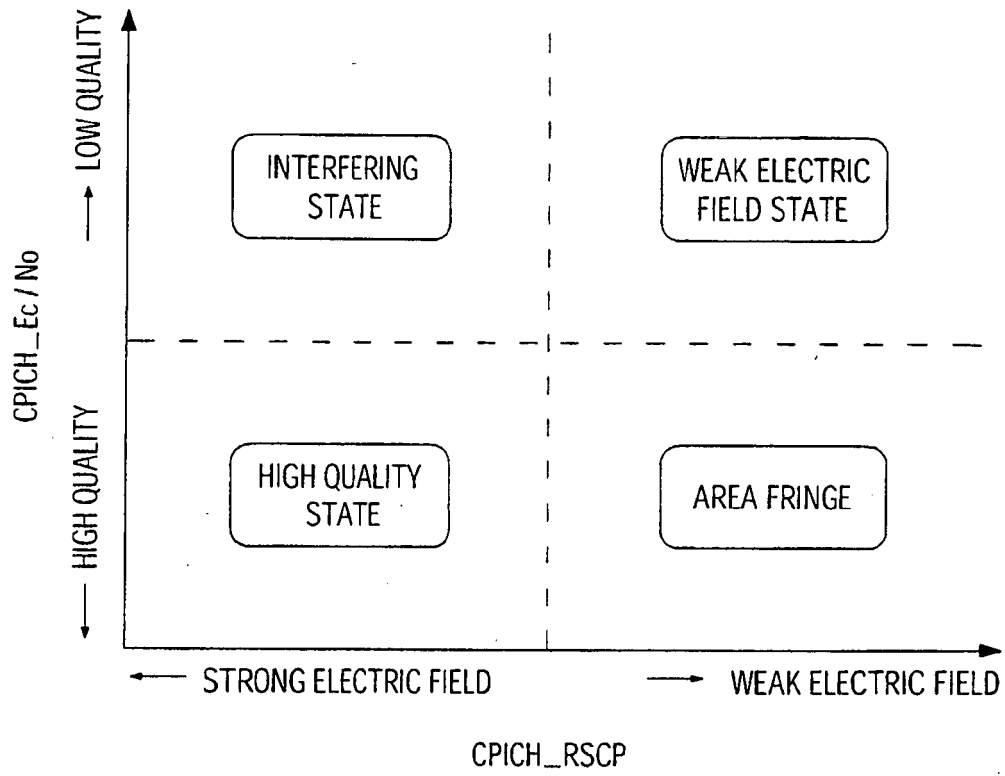 LOW QUALITY
CPICH_Ec / No
HIGH QUALITY
INTERFERING
STATE
WEAK ELECTRIC
FIELD STATE
HIGH QUALITY
STATE
AREA FRINGE
STRONG ELECTRIC FIELD
WEAK ELECTRIC FIELD
CPICH_RSCP